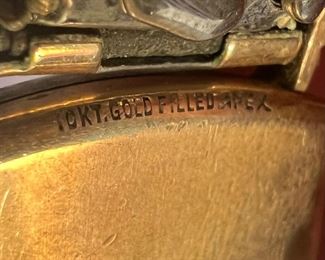 10KT. GOLD FILLED APEX